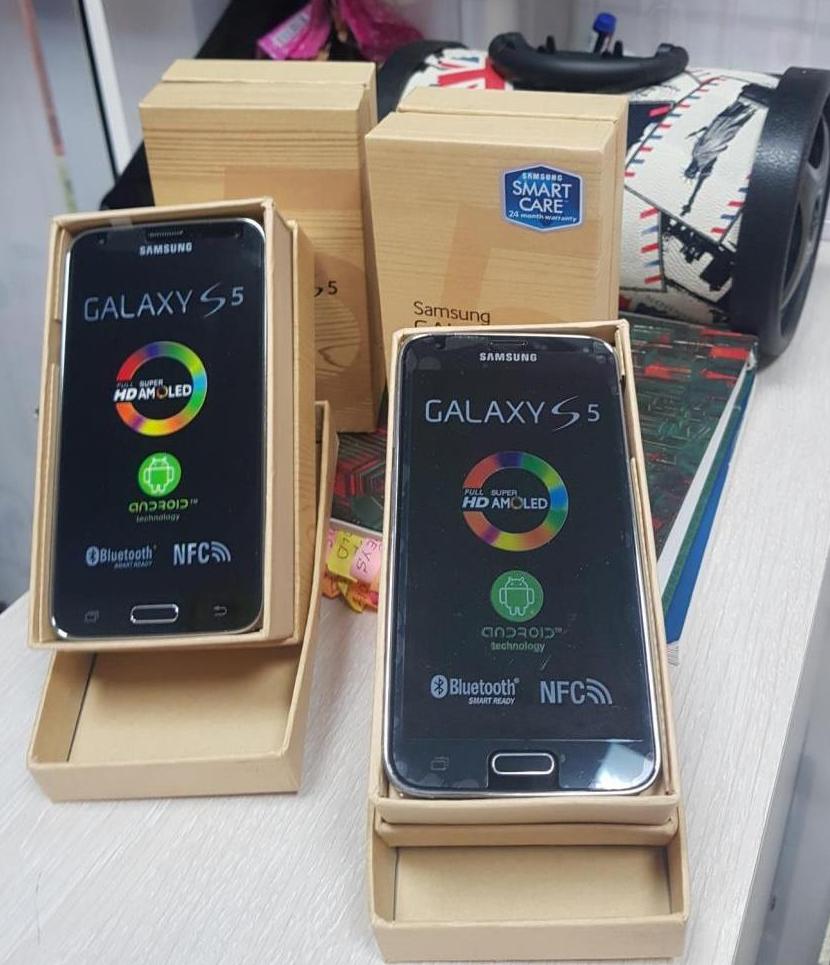 SAMSUNG
SMART
CARE
24 month warranty
S5
Samsung
SAMSUNG
GALAXY S5
FULL SUPER
HD AMOLED
ANDROID™
technology
Bluetooth®
SMART READY
NFC
SAMSUNG
GALAXY S5
FULL SUPER
HD AMOLED
ANDROID™
technology
Bluetooth®
SMART READY
NFC